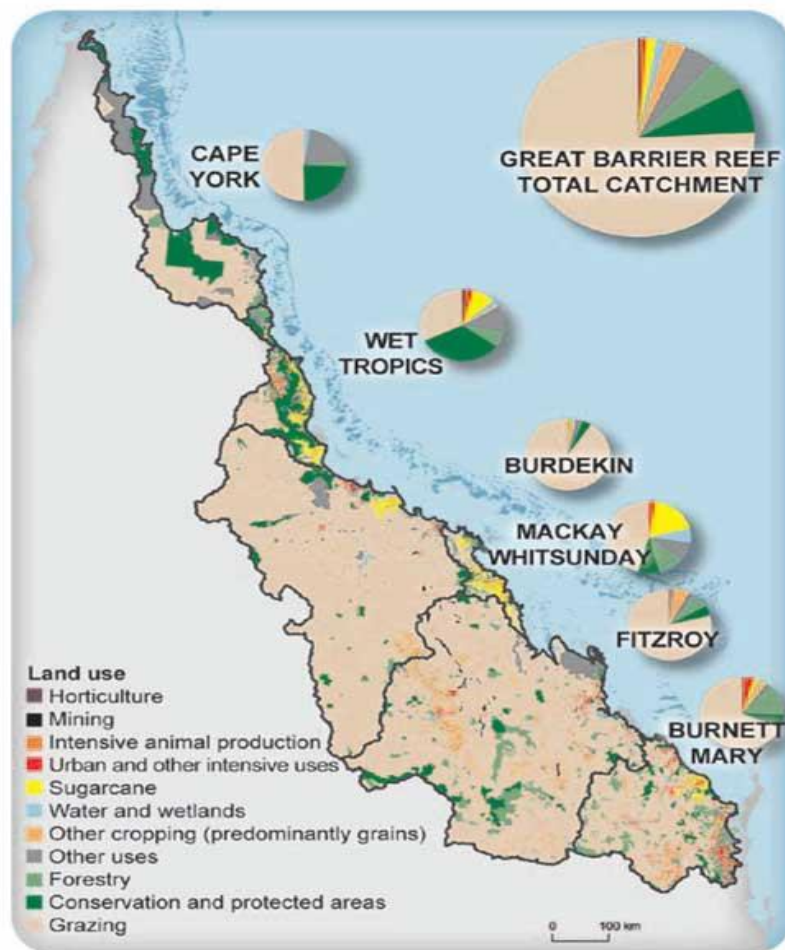 GREAT BARRIER REEF
TOTAL CATCHMENT
CAPE
YORK
WET
TROPICS
BURDEKIN
MACKAY
WHITSUNDAY
FITZROY
BURNETT
MARY
Land use
Horticulture
Mining
Intensive animal production
Urban and other intensive uses
Sugarcane
Water and wetlands
Other cropping (predominantly grains)
Other uses
Forestry
Conservation and protected areas
Grazing
0 100 km